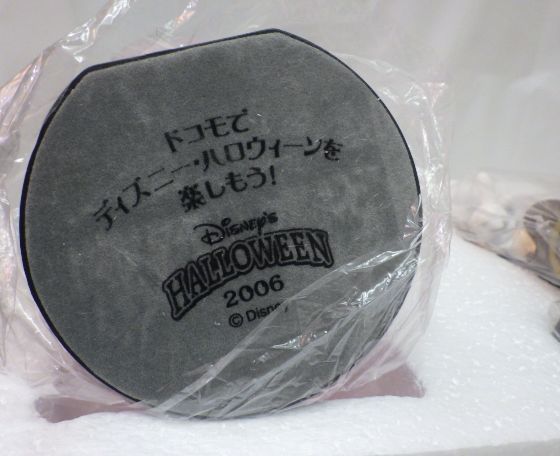 ドコモで
ディズニー・ハロウィーンを
楽しもう!
Disney's
HALLOWEEN
2006
© Disney